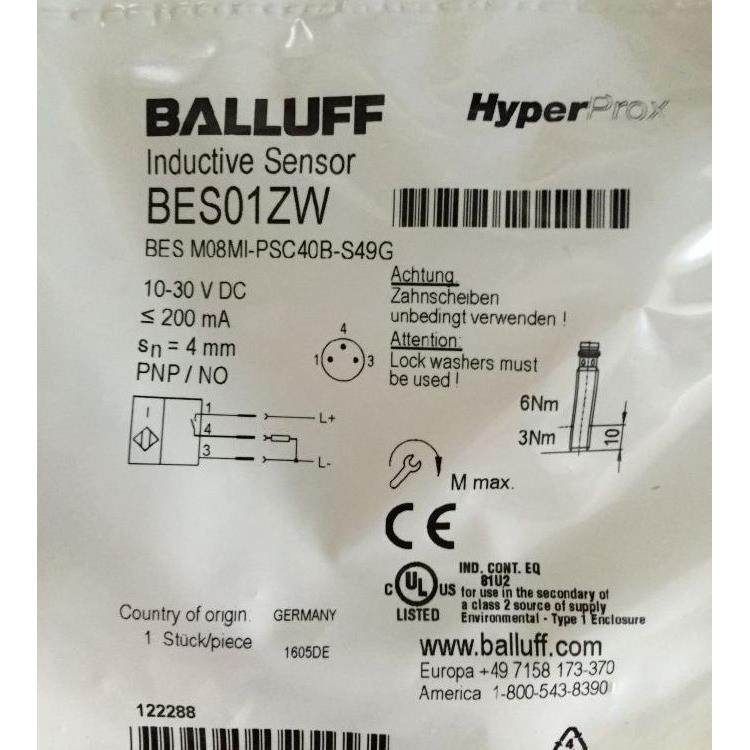 BALLUFF
HyperProx
Inductive Sensor
BES01ZW
BES M08MI-PSC40B-S49G
10-30 V DC
≤ 200 mA
sn = 4 mm
PNP / NO
Achtung
Zahnscheiben
unbedingt verwenden !
Attention:
Lock washers must
be used !
4
1
3
1
4
3
L+
L-
6Nm
3Nm
10
M max.
CE
C UL US
LISTED
IND. CONT. EQ
81U2
for use in the secondary of
a class 2 source of supply
Environmental - Type 1 Enclosure
Country of origin. GERMANY
1 Stück/piece
1605DE
www.balluff.com
Europa +49 7158 173-370
America 1-800-543-8390
122288
4